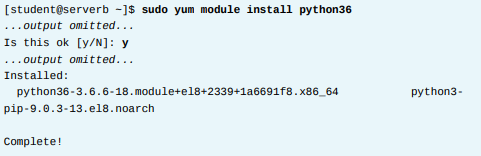 [student@serverb ~]$ sudo yum module install python36
...output omitted...
Is this ok [y/N]: y
...output omitted...
Installed:
  python36-3.6.6-18.module+el8+2339+1a6691f8.x86_64           python3-
pip-9.0.3-13.el8.noarch

Complete!